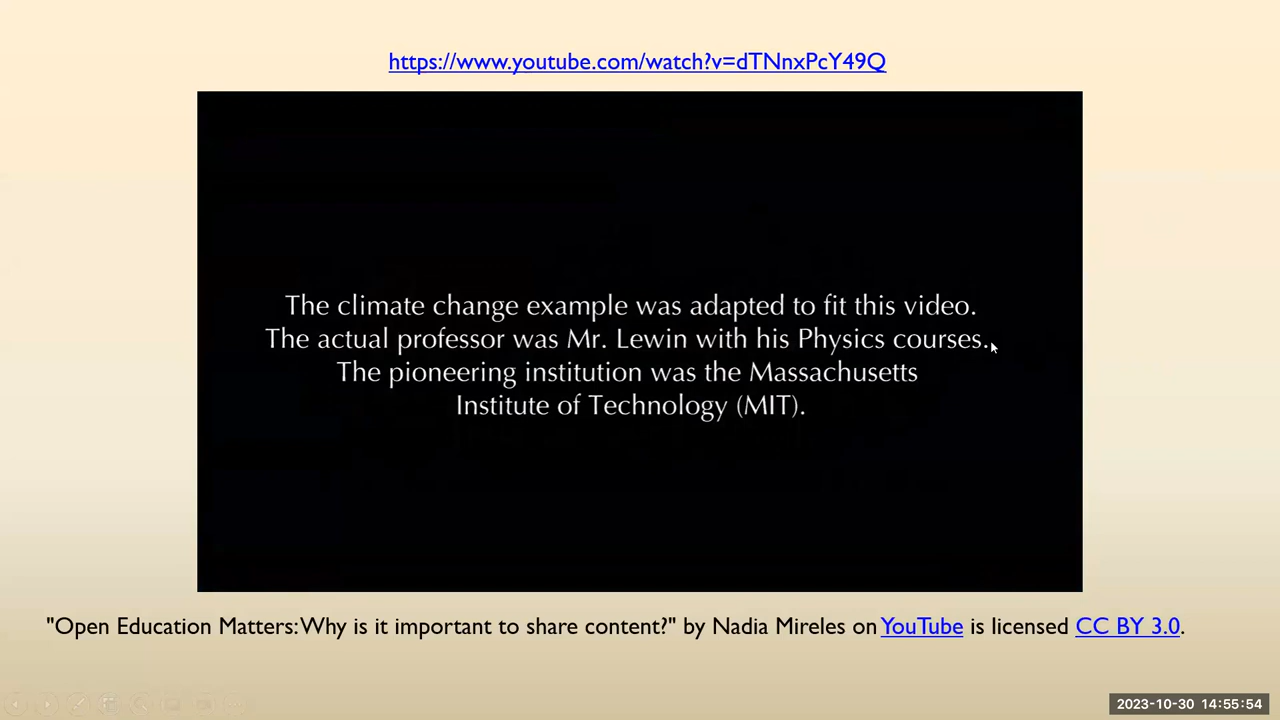 https://www.youtube.com/watch?v=dTNnxPcY49Q
The climate change example was adapted to fit this video.
The actual professor was Mr. Lewin with his Physics courses.
The pioneering institution was the Massachusetts
Institute of Technology (MIT).
"Open Education Matters: Why is it important to share content?" by Nadia Mireles on YouTube is licensed CC BY 3.0.
2023-10-30 14:55:54